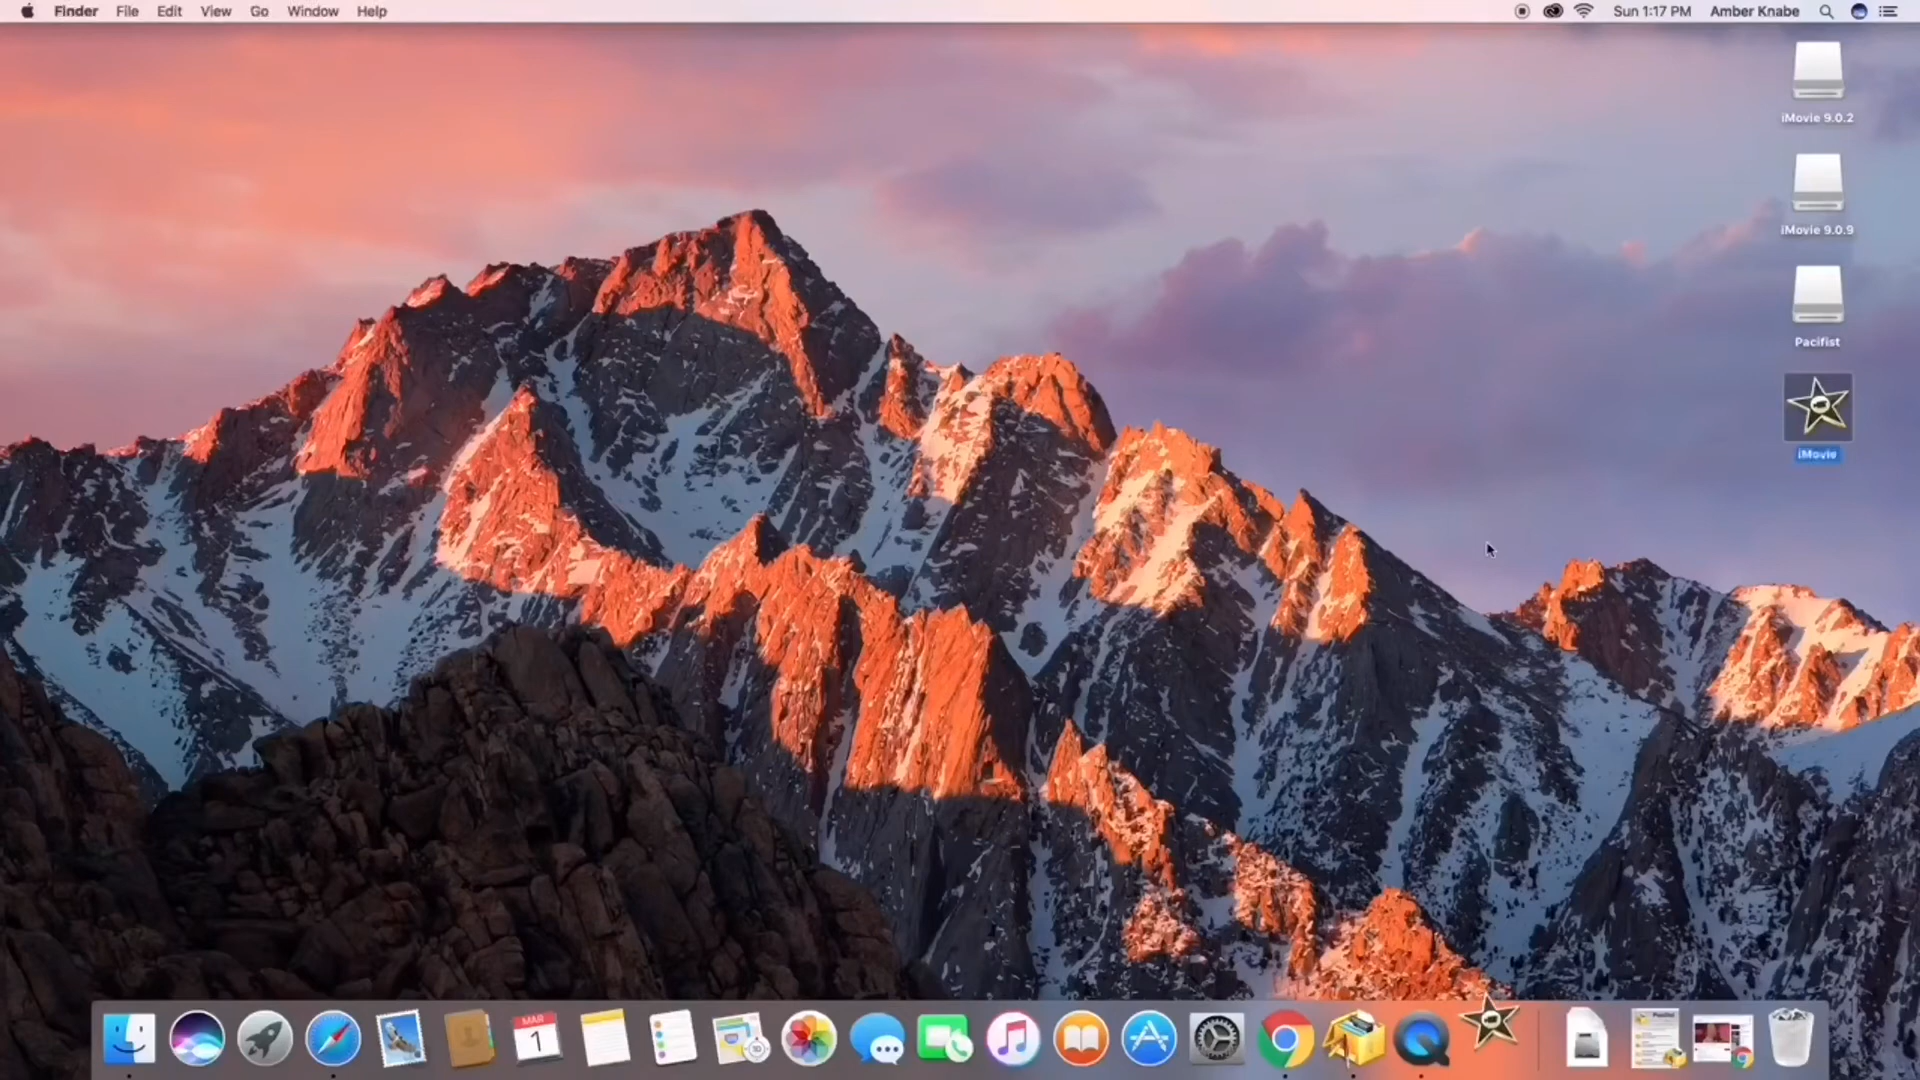 Finder File Edit View Go Window Help Sun 1:17 PM Amber Knabe
iMovie 9.0.2
iMovie 9.0.9
Pacifist
iMovie
MAR
1